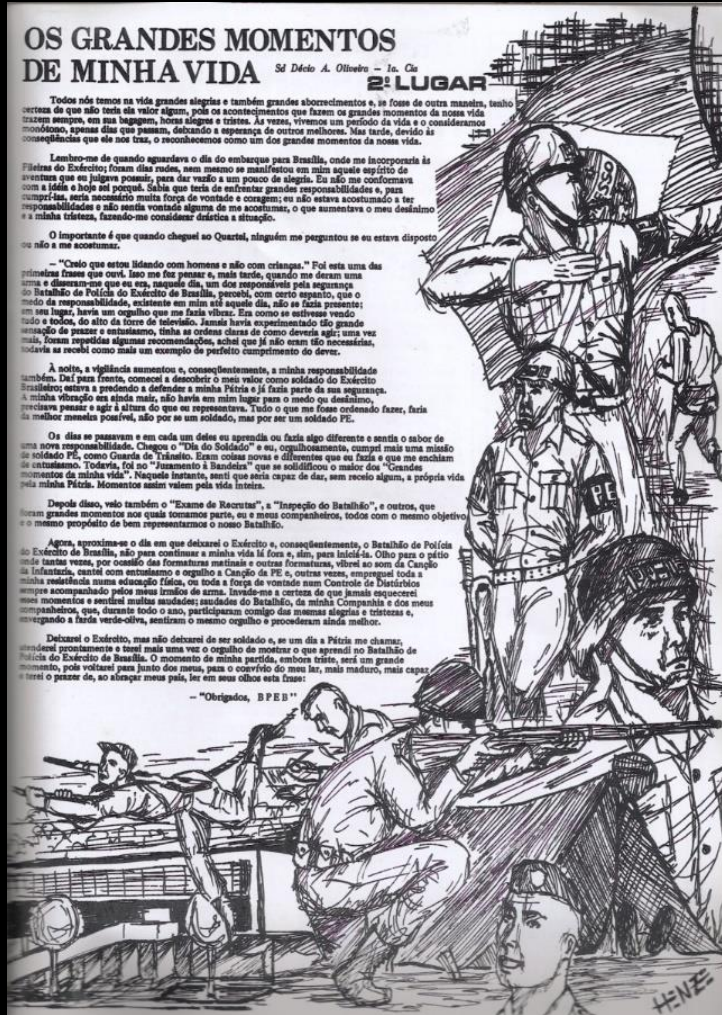 OS GRANDES MOMENTOS
DE MINHA VIDA
Sd Décio A. Oliveira – 1a. Cia
2º LUGAR
Todos nós temos na vida grandes alegrias e também grandes aborrecimentos e, se fosse de outra maneira, tenho
certeza de que não teria ela valor algum, pois os acontecimentos que fazem os grandes momentos da nossa vida
trazem sempre, em sua bagagem, horas alegres e tristes. Às vezes, vivemos um período da vida e o consideramos
monótono, apenas dias que passam, deixando a esperança de outros melhores. Mas tarde, devido às
conseqüências que ele nos traz, o reconhecemos como um dos grandes momentos da nossa vida.
Lembro-me de quando aguardava o dia do embarque para Brasília, onde me incorporaria às
Fileiras do Exército; foram dias rudes, nem mesmo se manifestou em mim aquele espírito de
aventura que eu julgava possuir, para dar vazão a um pouco de alegria. Eu não me conformava
com a idéia e hoje sei porquê. Sabia que teria de enfrentar grandes responsabilidades e, para
cumprí-las, seria necessário muita força de vontade e coragem; eu não estava acostumado a ter
responsabilidades e não sentia vontade alguma de me acostumar, o que aumentava o meu desânimo
e a minha tristeza, fazendo-me considerar drástica a situação.
O importante é que quando cheguei ao Quartel, ninguém me perguntou se eu estava disposto
ou não a me acostumar.
– "Creio que estou lidando com homens e não com crianças." Foi esta uma das
primeiras frases que ouvi. Isso me fez pensar e, mais tarde, quando me deram uma
arma e disseram-me que eu era, naquele dia, um dos responsáveis pela segurança
do Batalhão de Polícia do Exército de Brasília, percebi, com certo espanto, que o
medo da responsabilidade, existente em mim até aquele dia, não se fazia presente;
em seu lugar, havia um orgulho que me fazia vibrar. Era como se estivesse vendo
tudo e todos, do alto da torre de televisão. Jamais havia experimentado tão grande
sensação de prazer e entusiasmo, tinha as ordens claras de como deveria agir; uma vez
mais, foram repetidas algumas recomendações, achei que já não eram tão necessárias,
todavia as recebi como mais um exemplo de perfeito cumprimento do dever.
À noite, a vigilância aumentou e, conseqüentemente, a minha responsabilidade
também. Daí para frente, comecei a descobrir o meu valor como soldado do Exército
Brasileiro; estava a predendo a defender a minha Pátria e já fazia parte da sua segurança.
A minha vibração era ainda mair, não havia em mim lugar para o medo qu desânimo,
precisava pensar e agir à altura do que eu representava. Tudo o que me fosse ordenado fazer, faria
da melhor meneira possível, não por se um soldado, mas por ser um soldado PE.
Os dias se passavam e em cada um deles eu aprendia ou fazia algo diferente e sentia o sabor de
uma nova responsabilidade. Chegou o "Dia do Soldado" e eu, orgulhosamente, cumpri mais uma missão
de soldado PE, como Guarda de Trânsito. Eram coisas novas e diferentes que eu fazia e que me enchiam
de entusiasmo. Todavia, foi no "Juramento à Bandeira" que se solidificou o maior dos "Grandes
momentos da minha vida". Naquele instante, senti que seria capaz de dar, sem receio algum, a própria vida
pela minha Pátria. Momentos assim valem pela vida inteira.
Depois disso, veio também o "Exame de Recrutas", a "Inspeção do Batalhão", e outros, que
foram grandes momentos nos quais tomamos parte, eu e meus companheiros, todos com o mesmo objetivo
e o mesmo propósito de bem representarmos o nosso Batalhão.
Agora, aproxima-se o dia em que deixarei o Exército e, conseqüentemente, o Batalhão de Polícia
do Exército de Brasília, não para continuar a minha vida lá fora e, sim, para iniciá-la. Olho para o pátio
onde tantas vezes, por ocasião das formaturas matinais e outras formaturas, vibrei ao som da Canção
da Infantaria, cantei com entusiasmo e orgulho a Canção da PE e, outras vezes, empreguei toda a
minha resistência numa educação física, ou toda a força de vontade num Controle de Distúrbios
sempre acompanhado pelos meus irmãos de arma. Invade-me a certeza de que jamais esquecerei
esses momentos e sentirei muitas saudades; saudades do Batalhão, da minha Companhia e dos meus
companheiros, que, durante todo o ano, participaram comigo das mesmas alegrias e tristezas e,
envergando a farda verde-oliva, sentiram o mesmo orgulho e procederam ainda melhor.
Deixarei o Exército, mas não deixarei de ser soldado e, se um dia a Pátria me chamar,
atenderei prontamente e terei mais uma vez o orgulho de mostrar o que aprendi no Batalhão de
Polícia do Exército de Brasília. O momento de minha partida, embora triste, será um grande
momento, pois voltarei para junto dos meus, para o convívio do meu lar, mais maduro, mais capaz
e terei o prazer de, ao abraçar meus pais, ler em seus olhos esta frase:
– "Obrigados, BPEB"
PE
HENZE